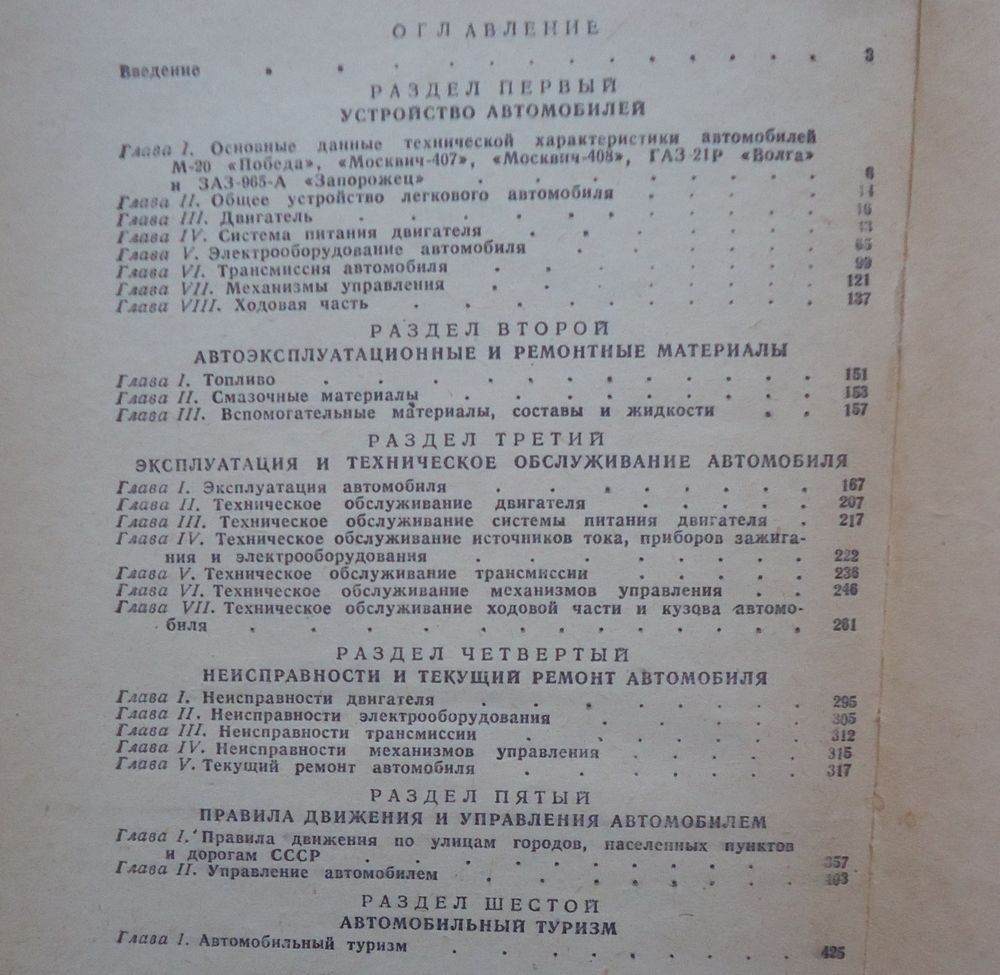 ОГЛАВЛЕНИЕ
Введение 3
РАЗДЕЛ ПЕРВЫЙ
УСТРОЙСТВО АВТОМОБИЛЕЙ
Глава I. Основные данные технической характеристики автомобилей
М-20 «Победа», «Москвич-407», «Москвич-408», ГАЗ-21Р «Волга»
и ЗАЗ-965-А «Запорожец» 6
Глава II. Общее устройство легкового автомобиля 14
Глава III. Двигатель 16
Глава IV. Система питания двигателя 43
Глава V. Электрооборудование автомобиля 65
Глава VI. Трансмиссия автомобиля 99
Глава VII. Механизмы управления 121
Глава VIII. Ходовая часть 137
РАЗДЕЛ ВТОРОЙ
АВТОЭКСПЛУАТАЦИОННЫЕ И РЕМОНТНЫЕ МАТЕРИАЛЫ
Глава I. Топливо 151
Глава II. Смазочные материалы 153
Глава III. Вспомогательные материалы, составы и жидкости 157
РАЗДЕЛ ТРЕТИЙ
ЭКСПЛУАТАЦИЯ И ТЕХНИЧЕСКОЕ ОБСЛУЖИВАНИЕ АВТОМОБИЛЯ
Глава I. Эксплуатация автомобиля 167
Глава II. Техническое обслуживание двигателя 207
Глава III. Техническое обслуживание системы питания двигателя 217
Глава IV. Техническое обслуживание источников тока, приборов зажига-
ния и электрооборудования 222
Глава V. Техническое обслуживание трансмиссии 236
Глава VI. Техническое обслуживание механизмов управления 246
Глава VII. Техническое обслуживание ходовой части и кузова автомо-
биля 261
РАЗДЕЛ ЧЕТВЕРТЫЙ
НЕИСПРАВНОСТИ И ТЕКУЩИЙ РЕМОНТ АВТОМОБИЛЯ
Глава I. Неисправности двигателя 295
Глава II. Неисправности электрооборудования 305
Глава III. Неисправности трансмиссии 312
Глава IV. Неисправности механизмов управления 315
Глава V. Текущий ремонт автомобиля 317
РАЗДЕЛ ПЯТЫЙ
ПРАВИЛА ДВИЖЕНИЯ И УПРАВЛЕНИЯ АВТОМОБИЛЕМ
Глава I. Правила движения по улицам городов, населенных пунктов
и дорогам СССР 357
Глава II. Управление автомобилем 403
РАЗДЕЛ ШЕСТОЙ
АВТОМОБИЛЬНЫЙ ТУРИЗМ
Глава I. Автомобильный туризм 425